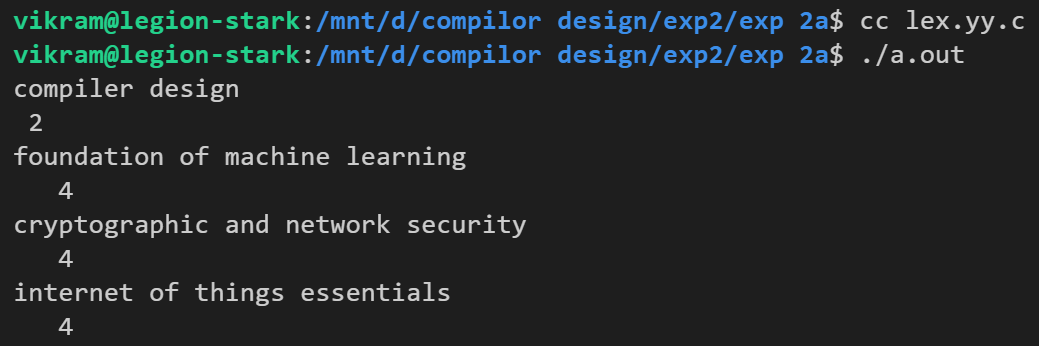 vikram@legion-stark:/mnt/d/compilor design/exp2/exp 2a$ cc lex.yy.c
vikram@legion-stark:/mnt/d/compilor design/exp2/exp 2a$ ./a.out
compiler design
 2
foundation of machine learning
   4
cryptographic and network security
   4
internet of things essentials
   4